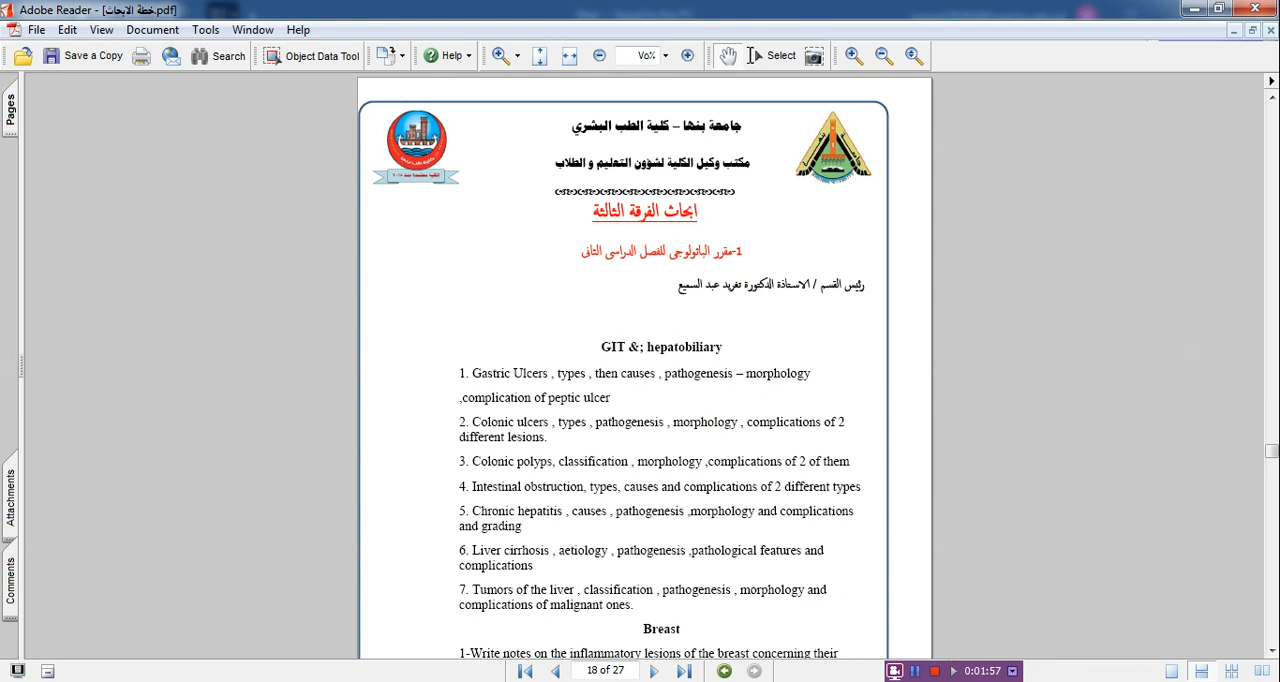 Adobe Reader - [خطة الابحاث.pdf]
File Edit View Document Tools Window Help
Save a Copy Search Object Data Tool Help Vo% Select
Pages
Attachments
Comments
جامعة بنها – كلية الطب البشري
مكتب وكيل الكلية لشؤون التعليم و الطلاب
ابحاث الفرقة الثالثة
1-مقرر الباثولوجى للفصل الدراسى الثانى
رئيس القسم / الاستاذة الدكتورة تغريد عبد السميع
GIT &; hepatobiliary
1. Gastric Ulcers , types , then causes , pathogenesis – morphology
,complication of peptic ulcer
2. Colonic ulcers , types , pathogenesis , morphology , complications of 2
different lesions.
3. Colonic polyps, classification , morphology ,complications of 2 of them
4. Intestinal obstruction, types, causes and complications of 2 different types
5. Chronic hepatitis , causes , pathogenesis ,morphology and complications
and grading
6. Liver cirrhosis , aetiology , pathogenesis ,pathological features and
complications
7. Tumors of the liver , classification , pathogenesis , morphology and
complications of malignant ones.
Breast
1-Write notes on the inflammatory lesions of the breast concerning their
18 of 27
0:01:57